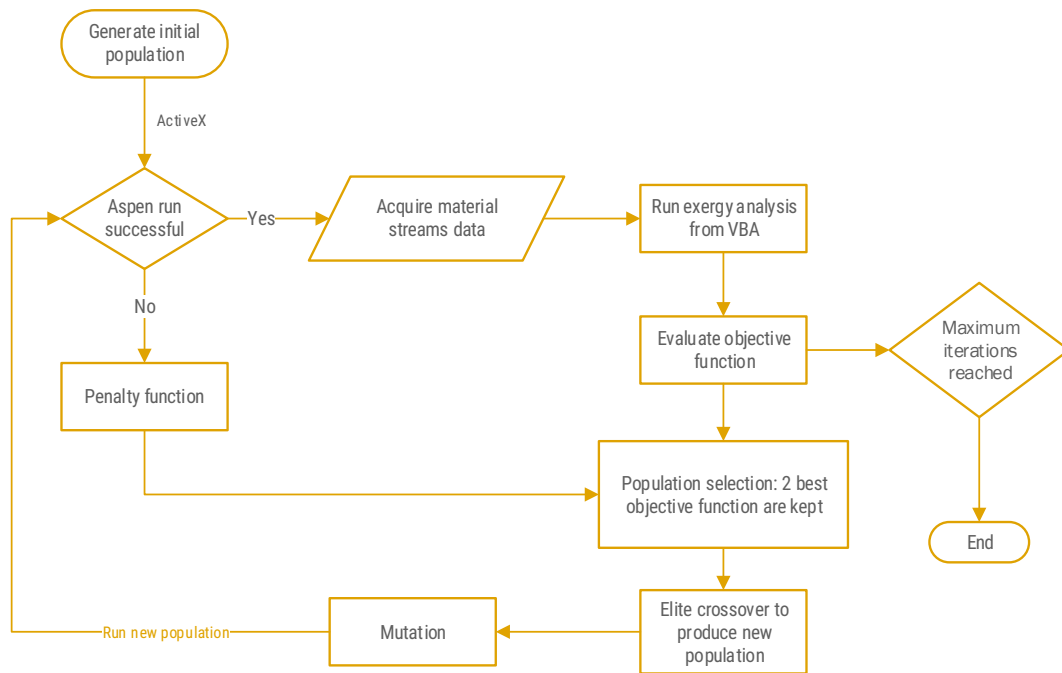 Generate initial
population
ActiveX
Aspen run
successful
Yes
Acquire material
streams data
Run exergy analysis
from VBA
No
Evaluate objective
function
Maximum
iterations
reached
Penalty function
Population selection: 2 best
objective function are kept
End
Elite crossover to
produce new
population
Mutation
Run new population